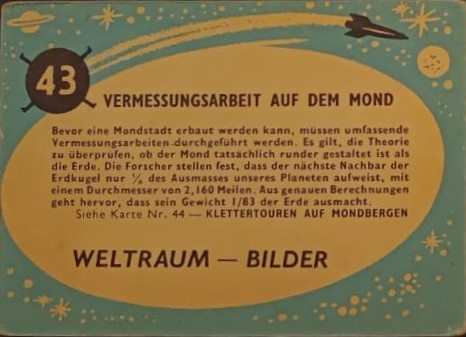 43
VERMESSUNGSARBEIT AUF DEM MOND
Bevor eine Mondstadt erbaut werden kann, müssen umfassende
Vermessungsarbeiten durchgeführt werden. Es gilt, die Theorie
zu überprüfen, ob der Mond tatsächlich runder gestaltet ist als
die Erde. Die Forscher stellen fest, dass der nächste Nachbar der
Erdkugel nur des Ausmasses unseres Planeten aufweist, mit
einem Durchmesser von 2,160 Meilen. Aus genauen Berechnungen
geht hervor, dass sein Gewicht 1/83 der Erde ausmacht.
Siehe Karte Nr. 44 — KLETTERTOUREN AUF MONDBERGEN
WELTRAUM — BILDER